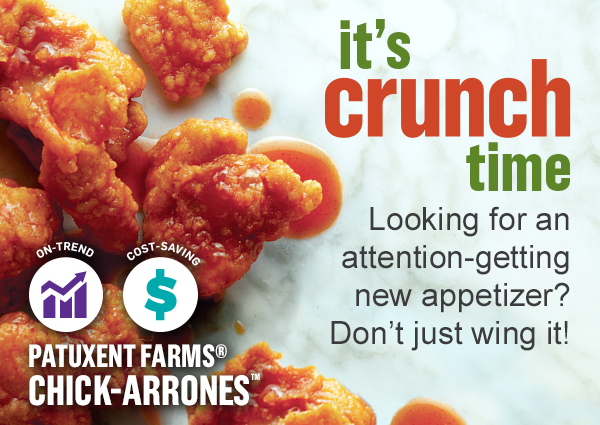 it's
crunch
time
Looking for an
attention-getting
new appetizer?
Don't just wing it!
ON-TREND
COST-SAVING
$
PATUXENT FARMS®
CHICK-ARRONES™